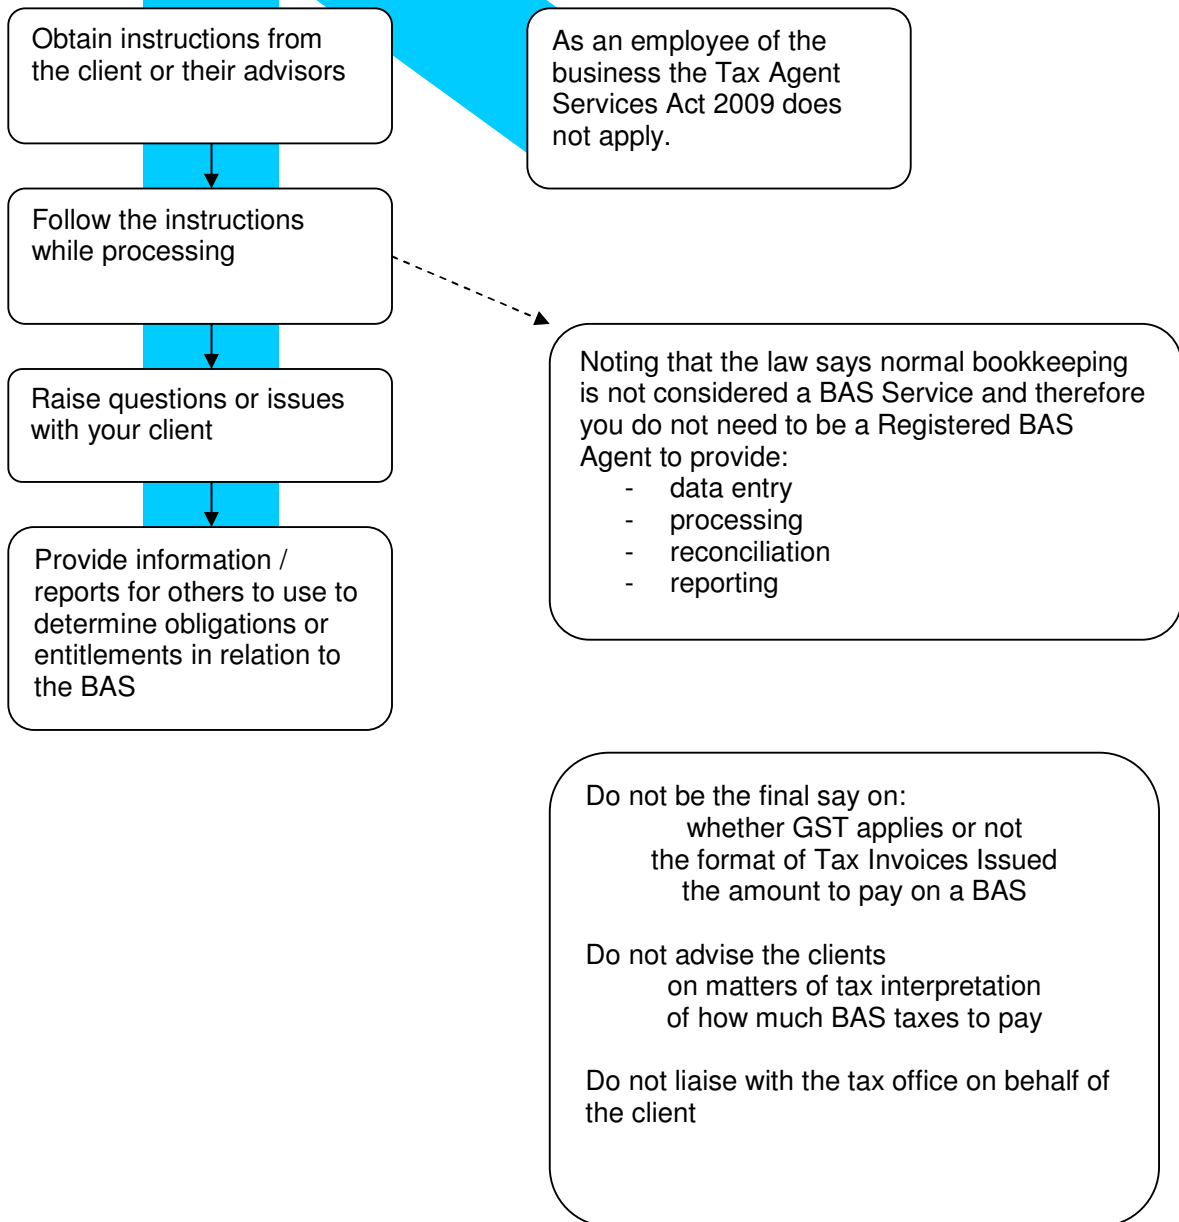 Obtain instructions from
the client or their advisors
As an employee of the
business the Tax Agent
Services Act 2009 does
not apply.
Follow the instructions
while processing
Raise questions or issues
with your client
Provide information /
reports for others to use to
determine obligations or
entitlements in relation to
the BAS
Noting that the law says normal bookkeeping
is not considered a BAS Service and therefore
you do not need to be a Registered BAS
Agent to provide:
- data entry
- processing
- reconciliation
- reporting
Do not be the final say on:
whether GST applies or not
the format of Tax Invoices Issued
the amount to pay on a BAS
Do not advise the clients
on matters of tax interpretation
of how much BAS taxes to pay
Do not liaise with the tax office on behalf of
the client